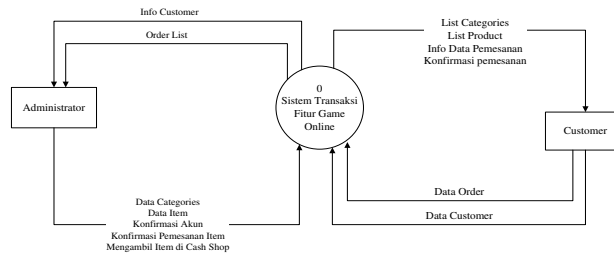 Info Customer
Order List
List Categories
List Product
Info Data Pemesanan
Konfirmasi pemesanan
0
Sistem Transaksi
Fitur Game
Online
Administrator
Customer
Data Order
Data Customer
Data Categories
Data Item
Konfirmasi Akun
Konfirmasi Pemesanan Item
Mengambil Item di Cash Shop